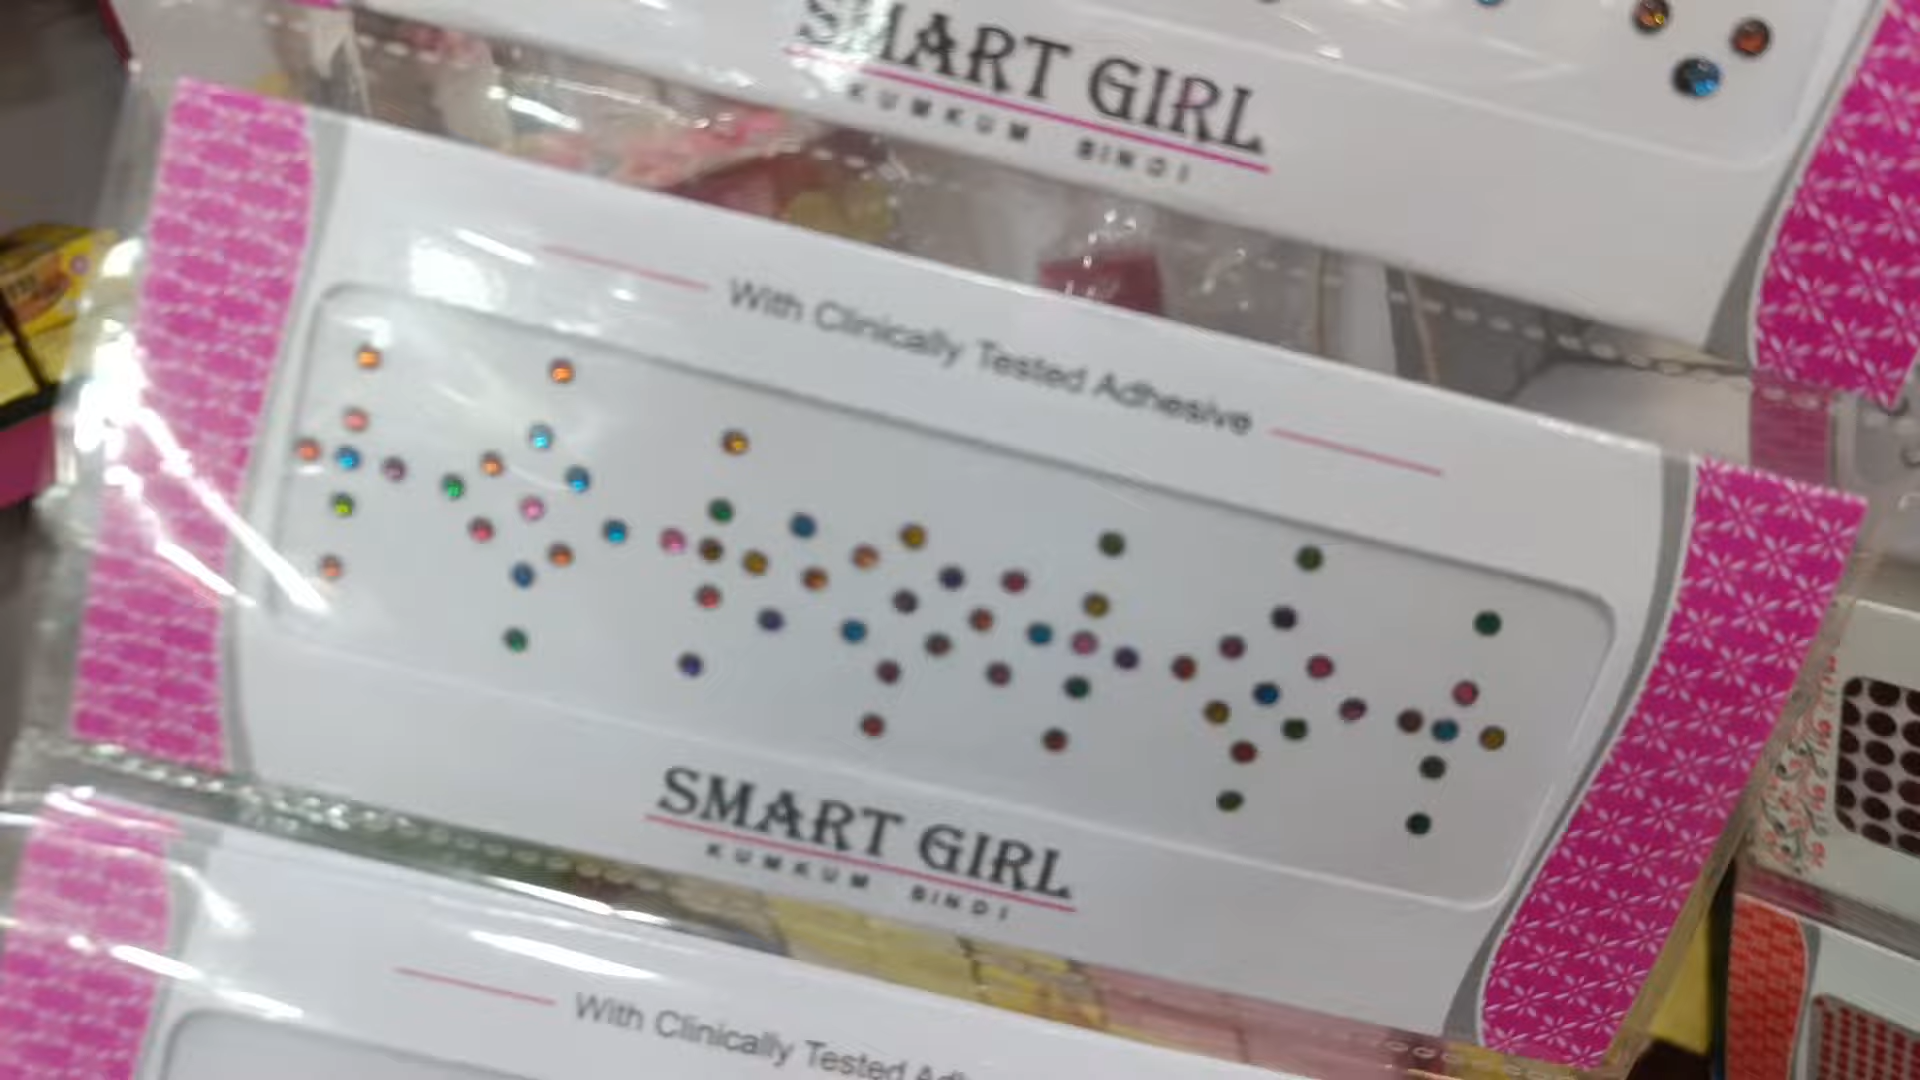 SMART GIRL
KUMKUM BINDI
With Clinically Tested Adhesive
SMART GIRL
KUMKUM BINDI
With Clinically Tested